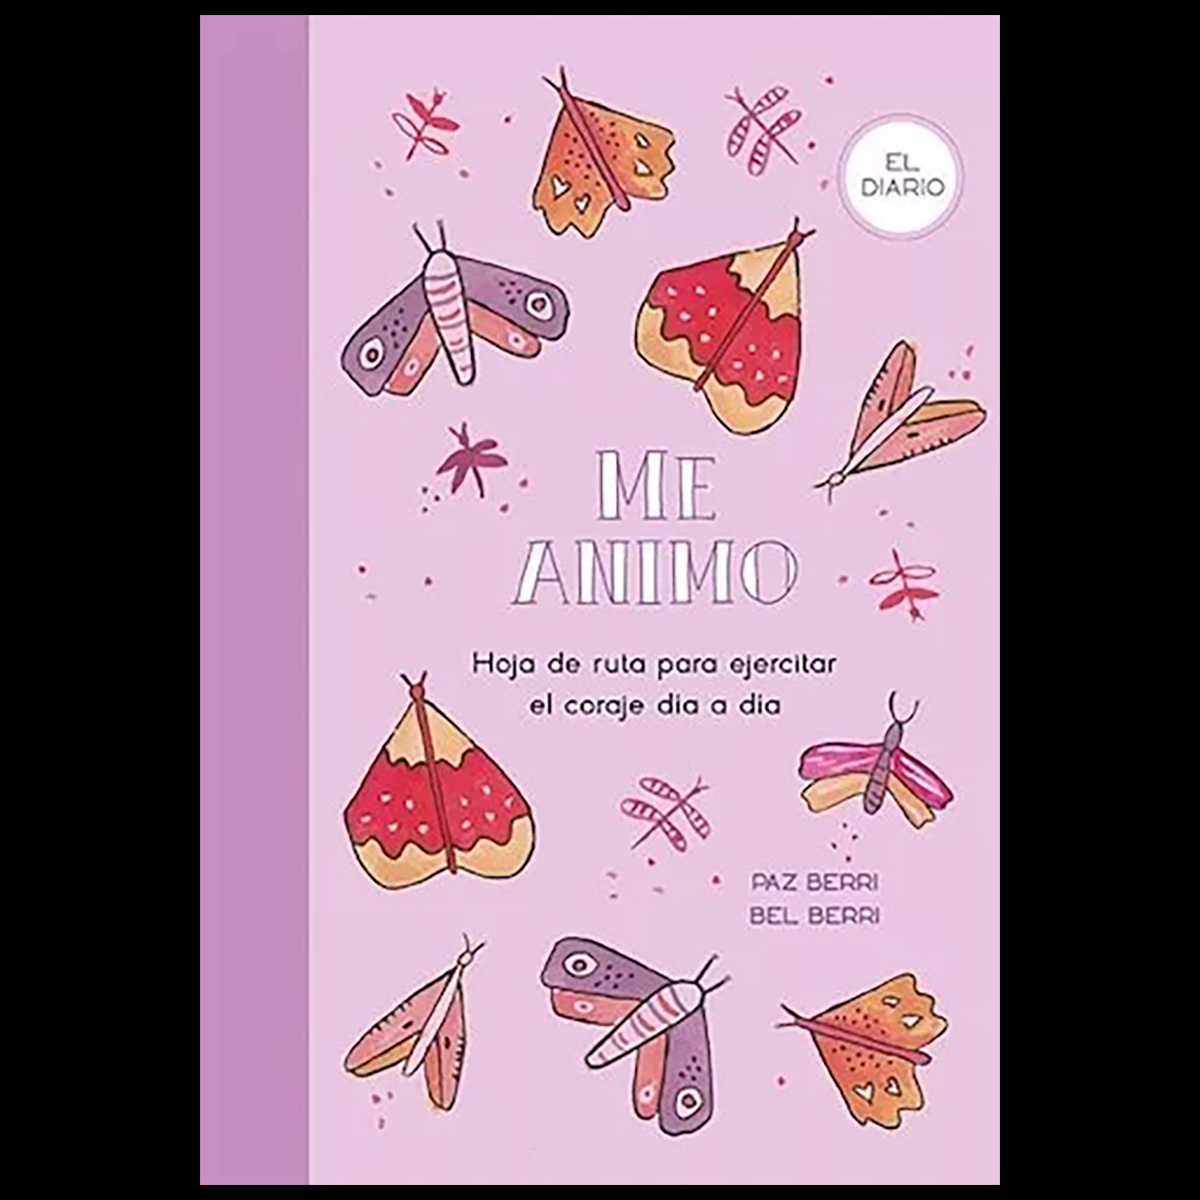 EL
DIARIO
ME
ANIMO
Hoja de ruta para ejercitar
el coraje día a día
PAZ BERRI
BEL BERRI